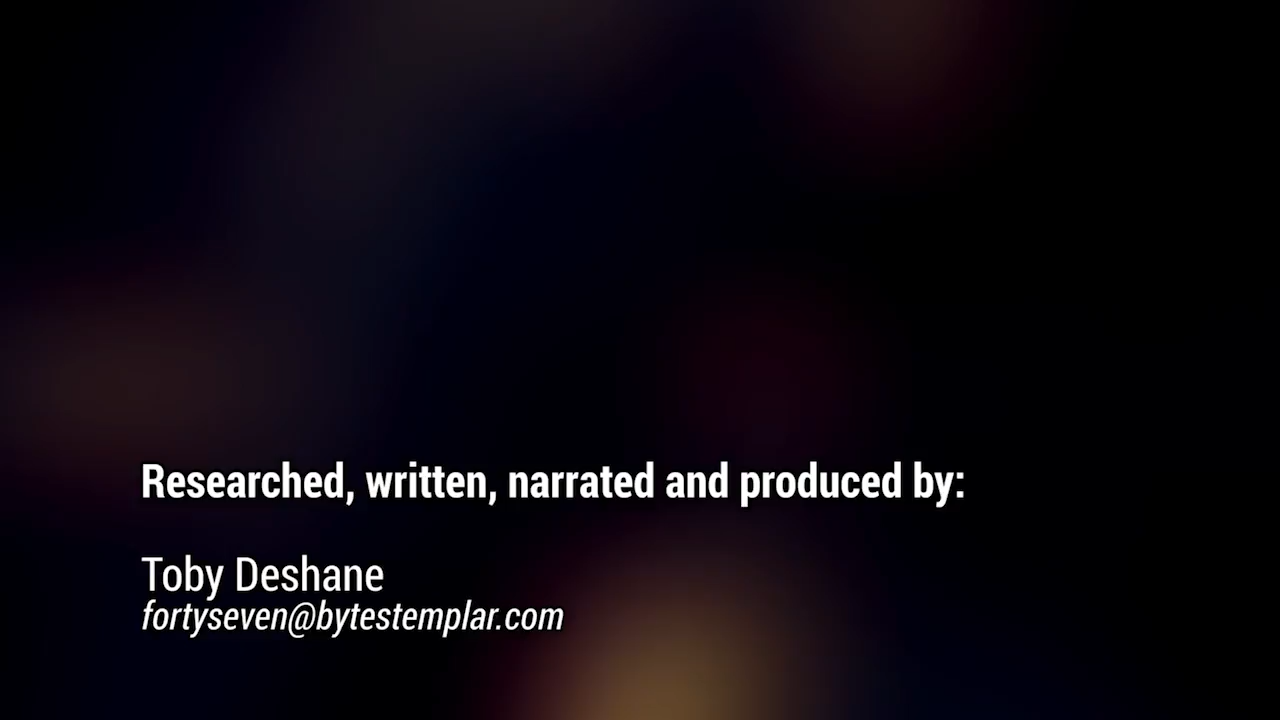 Researched, written, narrated and produced by:
Toby Deshane
fortyseven@bytestemplar.com